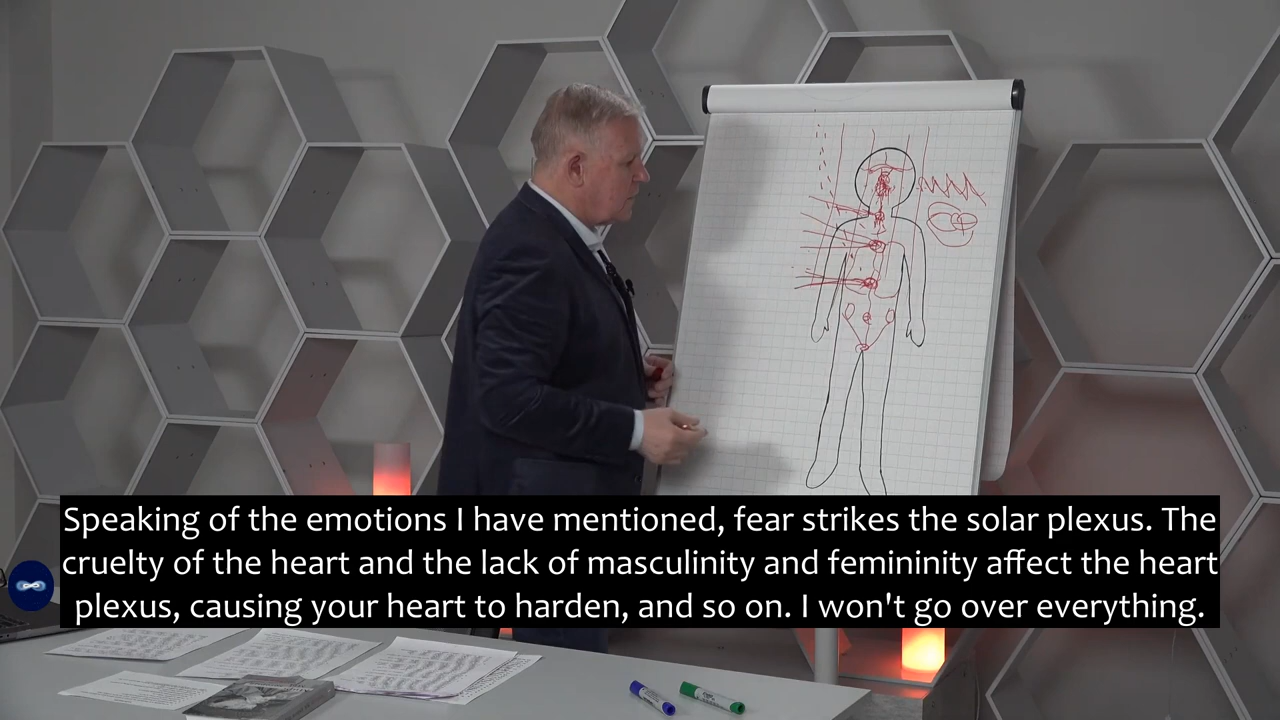 Speaking of the emotions I have mentioned, fear strikes the solar plexus. The
cruelty of the heart and the lack of masculinity and femininity affect the heart
plexus, causing your heart to harden, and so on. I won't go over everything.